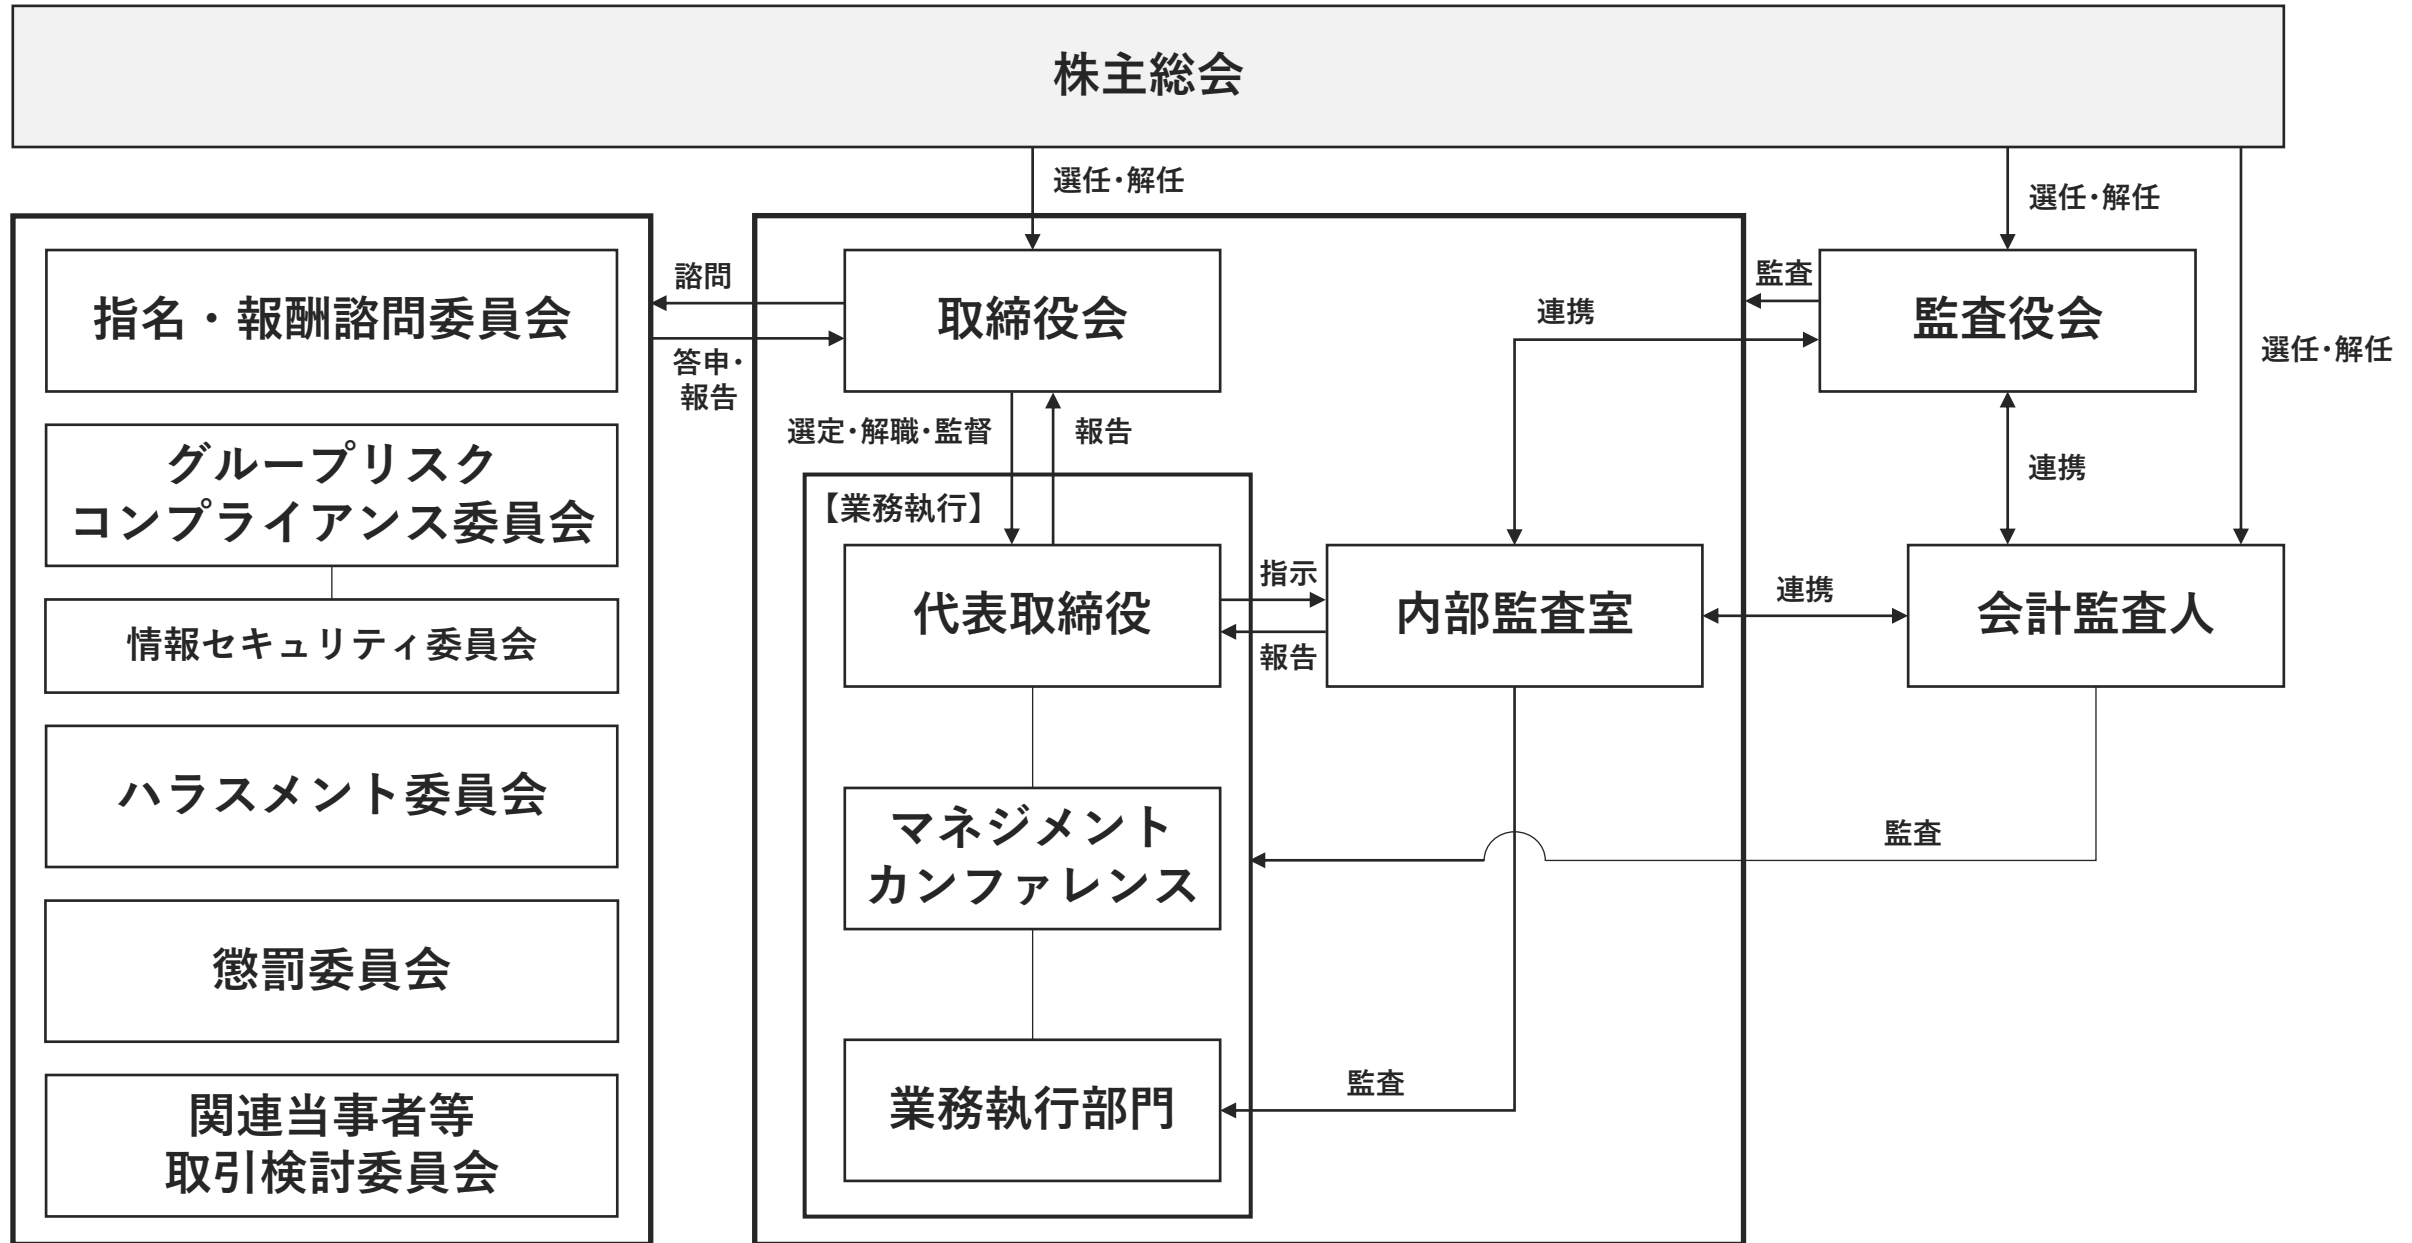 株主総会
選任・解任
選任・解任
選任・解任
指名・報酬諮問委員会
グループリスク
コンプライアンス委員会
情報セキュリティ委員会
ハラスメント委員会
懲罰委員会
関連当事者等
取引検討委員会
諮問
答申・
報告
取締役会
選定・解職・監督
報告
【業務執行】
代表取締役
指示
報告
マネジメント
カンファレンス
業務執行部門
内部監査室
連携
監査
監査役会
連携
連携
会計監査人
監査
監査